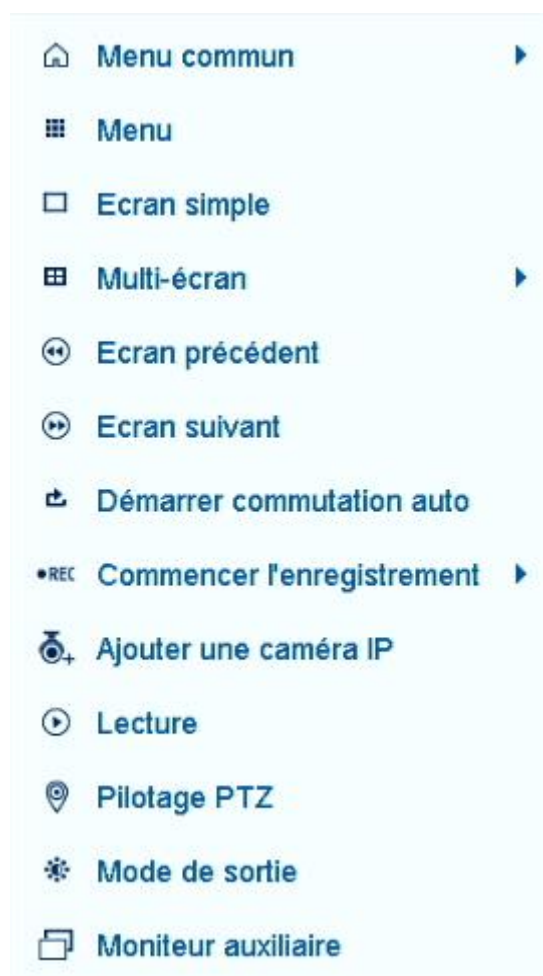 Menu commun
Menu
Ecran simple
Multi-écran
Ecran précédent
Ecran suivant
Démarrer commutation auto
REC Commencer l'enregistrement
Ajouter une caméra IP
Lecture
Pilotage PTZ
Mode de sortie
Moniteur auxiliaire